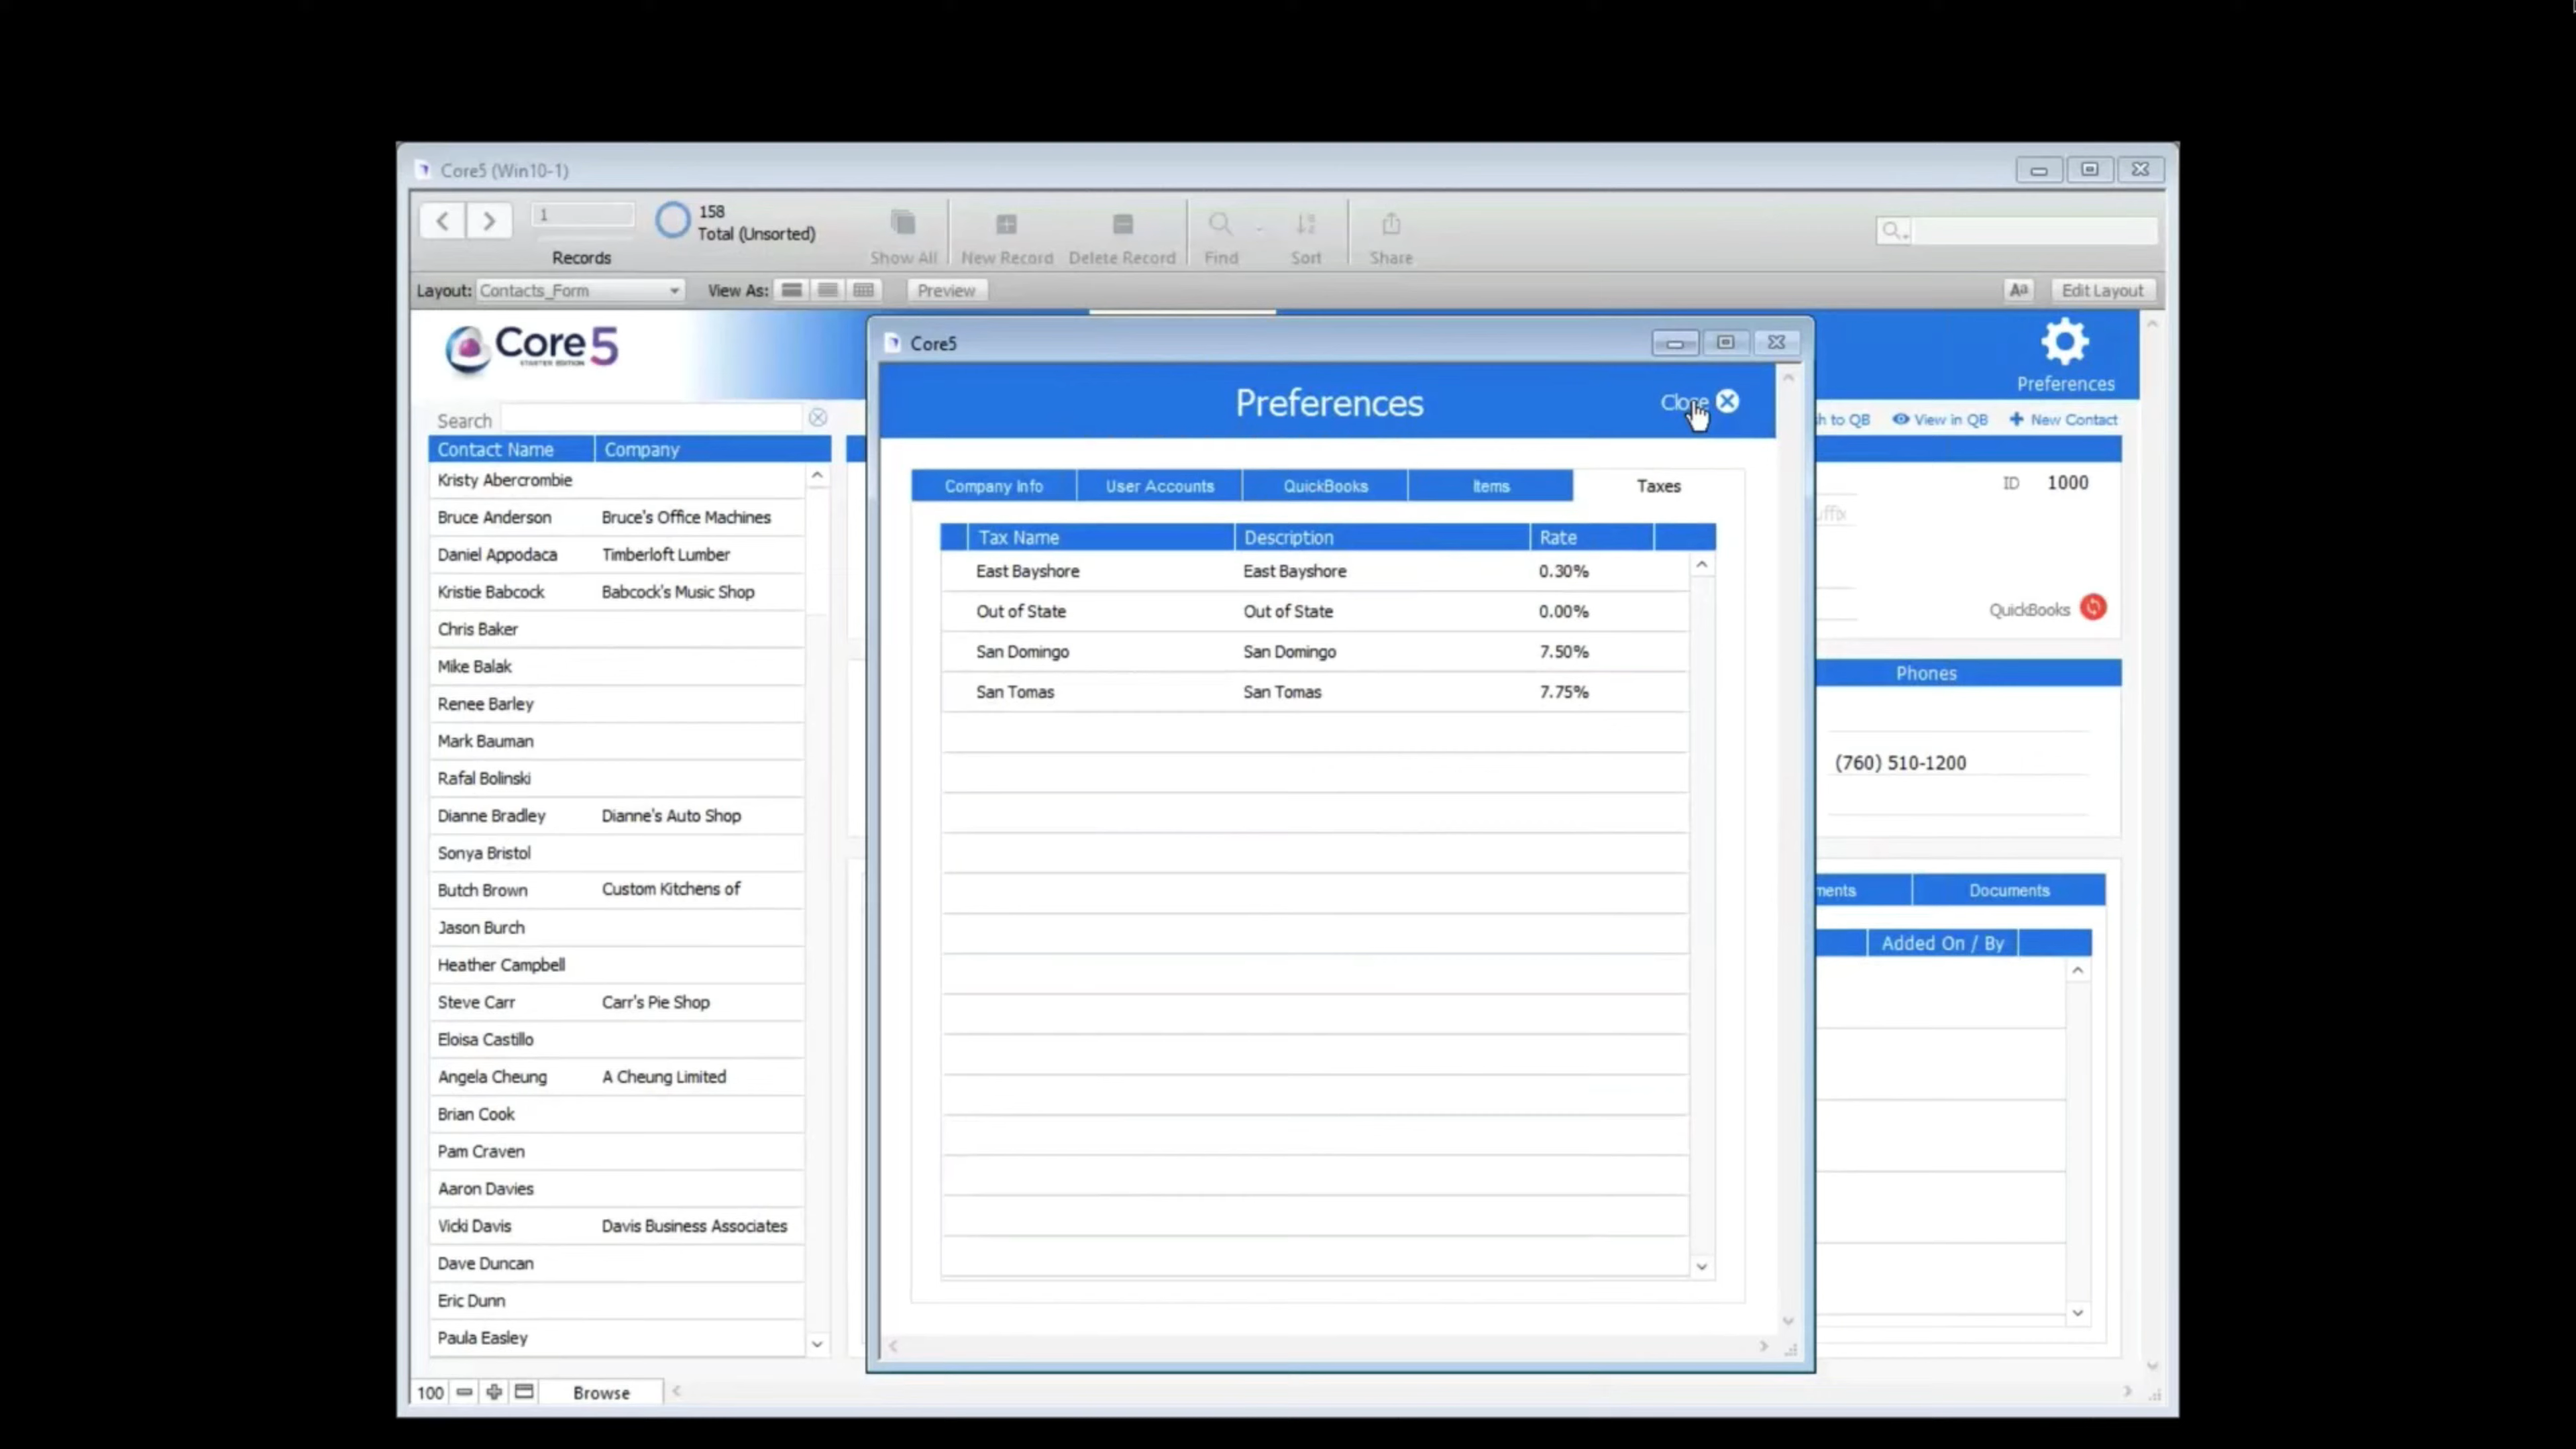 Core5 (Win10-1)
1
158
Total (Unsorted)
Records
Show All
New Record
Delete Record
Find
Sort
Share
Layout: Contacts_Form
View As:
Preview
Aa
Edit Layout
Core5
STARTER EDITION
Preferences
Search
to QB
View in QB
New Contact
Contact Name Company
Kristy Abercrombie
Bruce Anderson Bruce's Office Machines
Daniel Appodaca Timberloft Lumber
Kristie Babcock Babcock's Music Shop
Chris Baker
Mike Balak
Renee Barley
Mark Bauman
Rafal Bolinski
Dianne Bradley Dianne's Auto Shop
Sonya Bristol
Butch Brown Custom Kitchens of
Jason Burch
Heather Campbell
Steve Carr Carr's Pie Shop
Eloisa Castillo
Angela Cheung A Cheung Limited
Brian Cook
Pam Craven
Aaron Davies
Vicki Davis Davis Business Associates
Dave Duncan
Eric Dunn
Paula Easley
Core5
Preferences
Close
Company Info User Accounts QuickBooks Items Taxes
Tax Name Description Rate
East Bayshore East Bayshore 0.30%
Out of State Out of State 0.00%
San Domingo San Domingo 7.50%
San Tomas San Tomas 7.75%
ID 1000
QuickBooks
Phones
(760) 510-1200
Documents
Added On / By
100
Browse